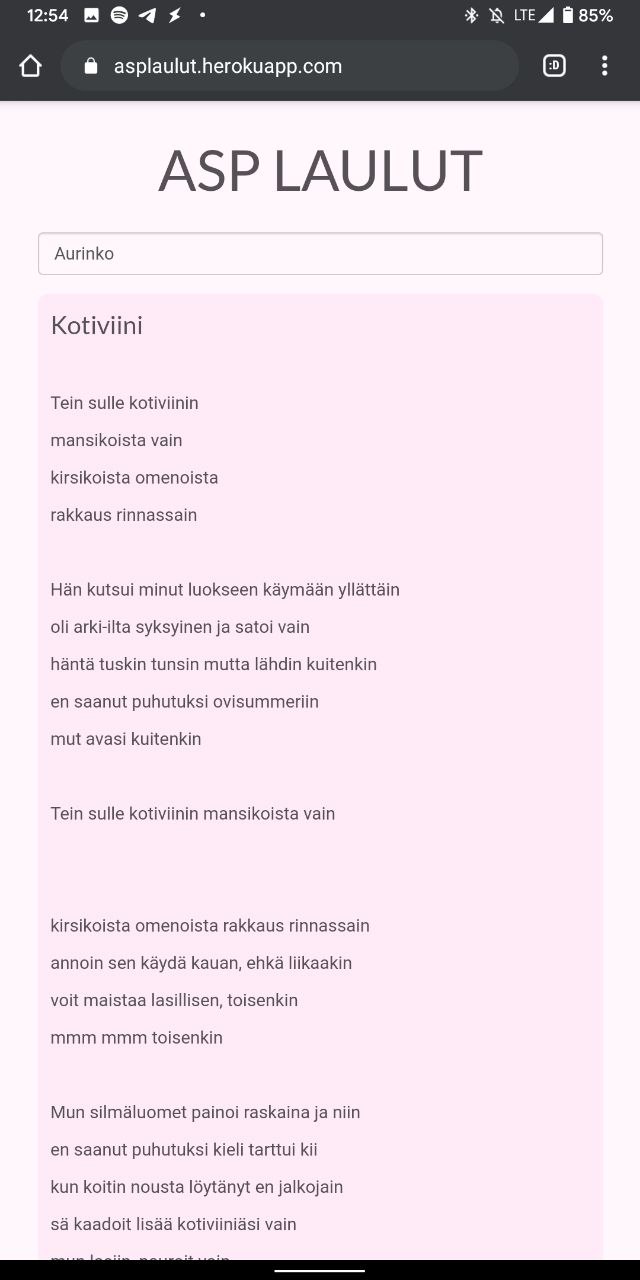 12:54 LTE 85%
asplaulut.herokuapp.com :D
ASP LAULUT
Aurinko
Kotiviini
Tein sulle kotiviinin
mansikoista vain
kirsikoista omenoista
rakkaus rinnassain
Hän kutsui minut luokseen käymään yllättäin
oli arki-ilta syksyinen ja satoi vain
häntä tuskin tunsin mutta lähdin kuitenkin
en saanut puhutuksi ovisummeriin
mut avasi kuitenkin
Tein sulle kotiviinin mansikoista vain
kirsikoista omenoista rakkaus rinnassain
annoin sen käydä kauan, ehkä liikaakin
voit maistaa lasillisen, toisenkin
mmm mmm toisenkin
Mun silmäluomet painoi raskaina ja niin
en saanut puhutuksi kieli tarttui kii
kun koitin nousta löytänyt en jalkojain
sä kaadoit lisää kotiviiniäsi vain